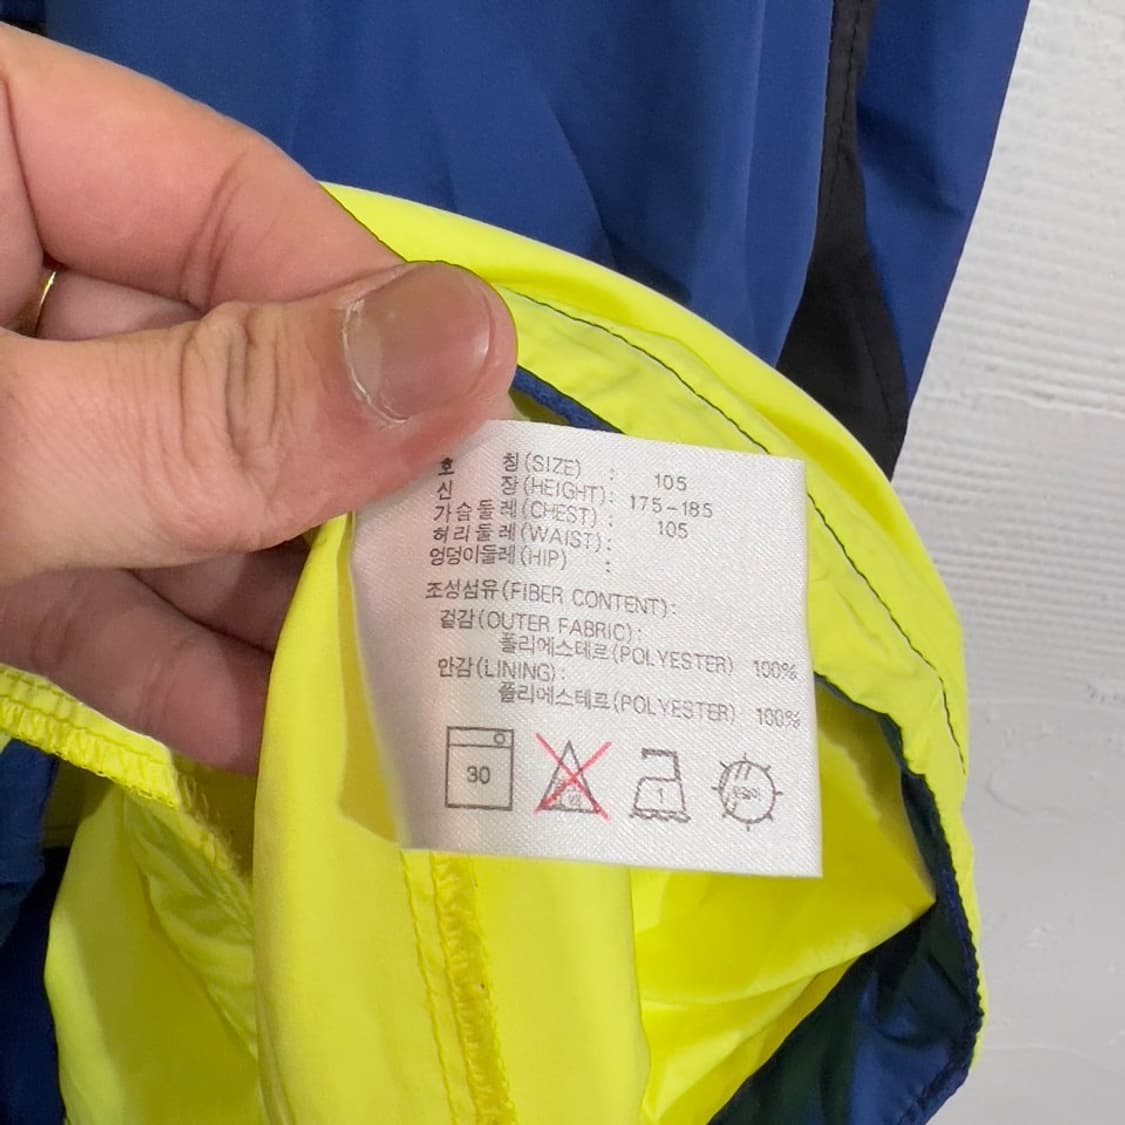 호 칭(SIZE) : 105
신 장(HEIGHT): 175-185
가슴둘레(CHEST) : 105
허리둘레(WAIST):
엉덩이둘레(HIP) :
조성섬유(FIBER CONTENT):
겉감(OUTER FABRIC):
폴리에스테르(POLYESTER) 100%
안감(LINING):
폴리에스테르(POLYESTER) 100%
30
1